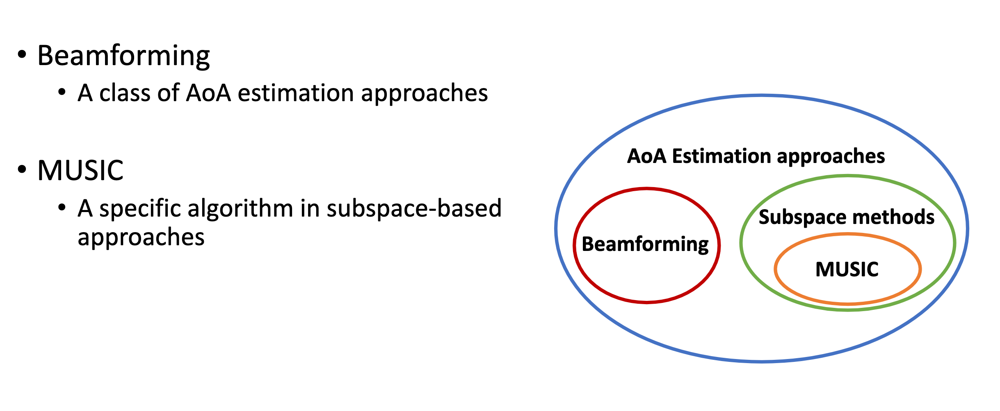 • Beamforming
• A class of AoA estimation approaches
• MUSIC
• A specific algorithm in subspace-based
approaches
AoA Estimation approaches
Subspace methods
Beamforming
MUSIC